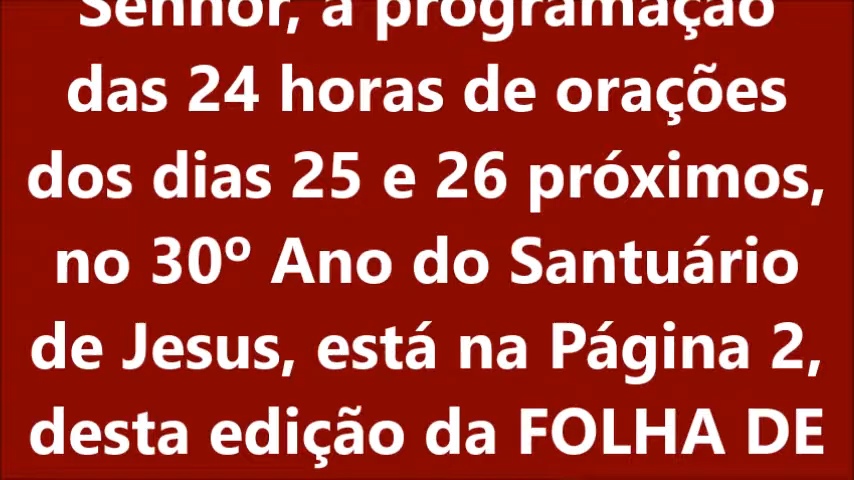 Senhor, a programação
das 24 horas de orações
dos dias 25 e 26 próximos,
no 30º Ano do Santuário
de Jesus, está na Página 2,
desta edição da FOLHA DE